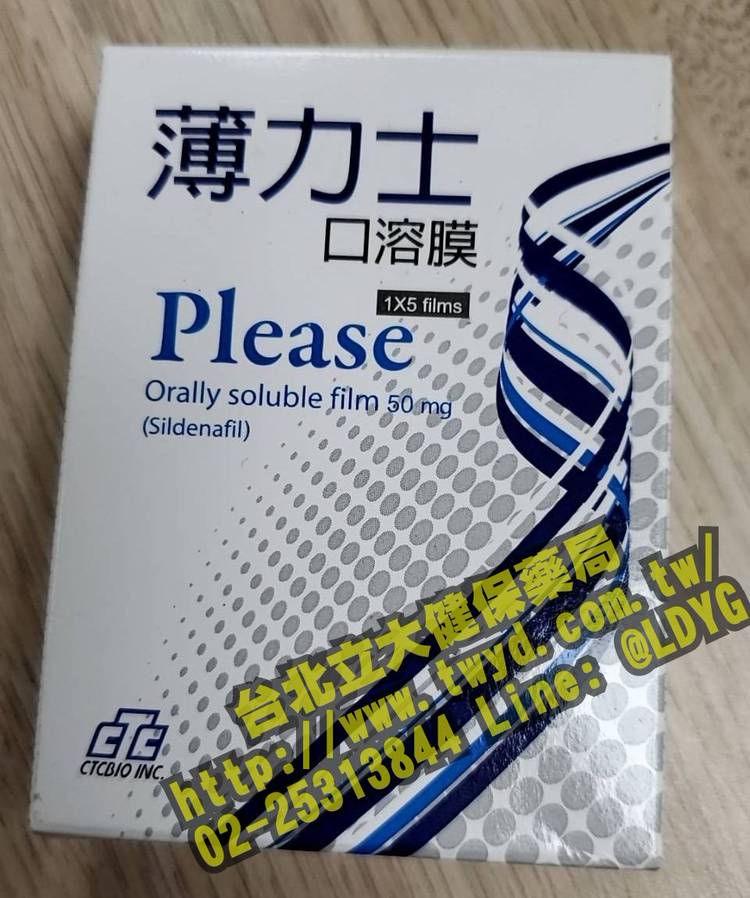 薄力士
口溶膜
1X5 films
Please
Orally soluble film 50 mg
(Sildenafil)
台北立大健保藥局
http://www.twyd.com.tw/
02-25313844 Line: @LDYG
CTC
CTCBIO INC.